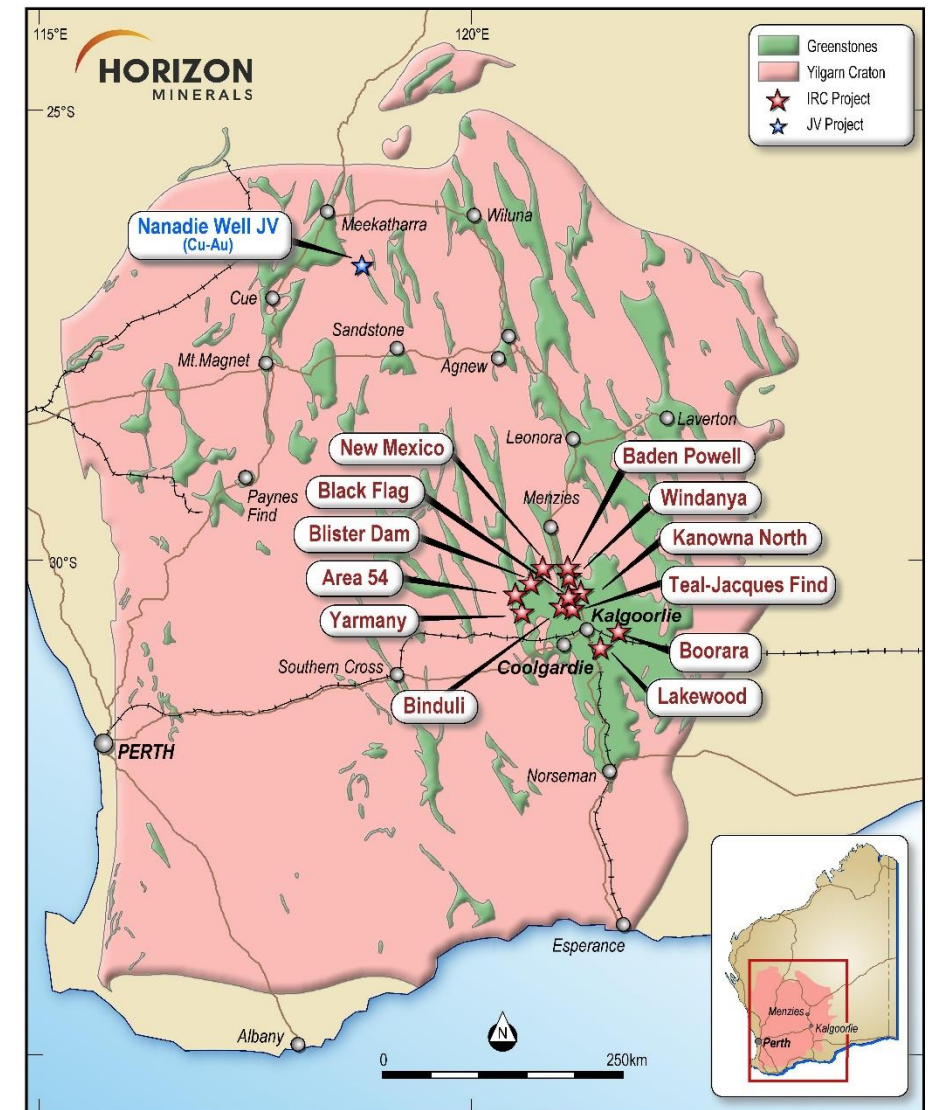 115°E
120°E
HORIZON
MINERALS
Greenstones
Yilgarn Craton
IRC Project
JV Project
25°S
Nanadie Well JV
(Cu-Au)
Meekatharra
Wiluna
Cue
Sandstone
Mt.Magnet
Agnew
Laverton
Leonora
New Mexico
Baden Powell
Paynes
Find
Black Flag
Menzies
Windanya
Blister Dam
Kanowna North
30°S
Area 54
Teal-Jacques Find
Yarmany
Kalgoorlie
Boorara
Southern Cross
Coolgardie
Binduli
Lakewood
PERTH
Norseman
Esperance
Albany
N
0
250km
Menzies
Kalgoorlie
Perth